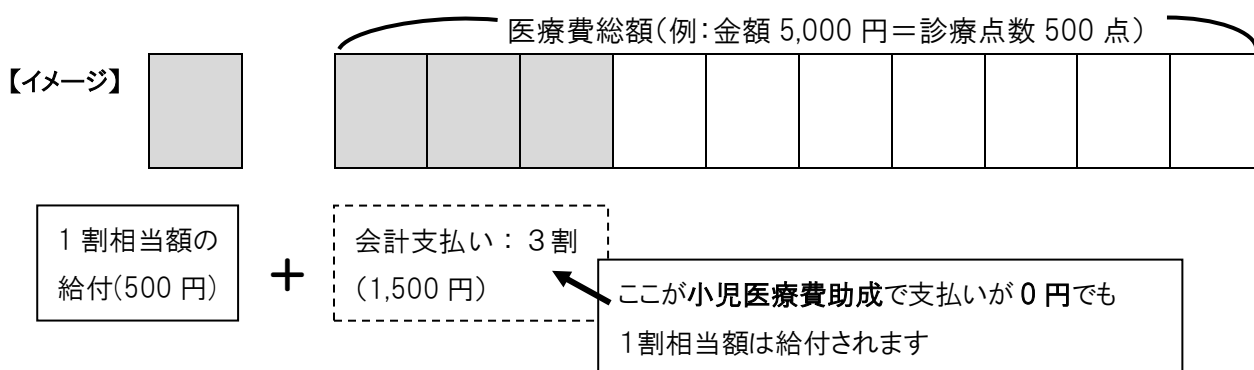 医療費総額(例:金額 5,000 円=診療点数 500 点)
【イメージ】
1 割相当額の
給付(500 円)
+
会計支払い : 3割
(1,500 円)
ここが小児医療費助成で支払いが 0 円でも
1割相当額は給付されます